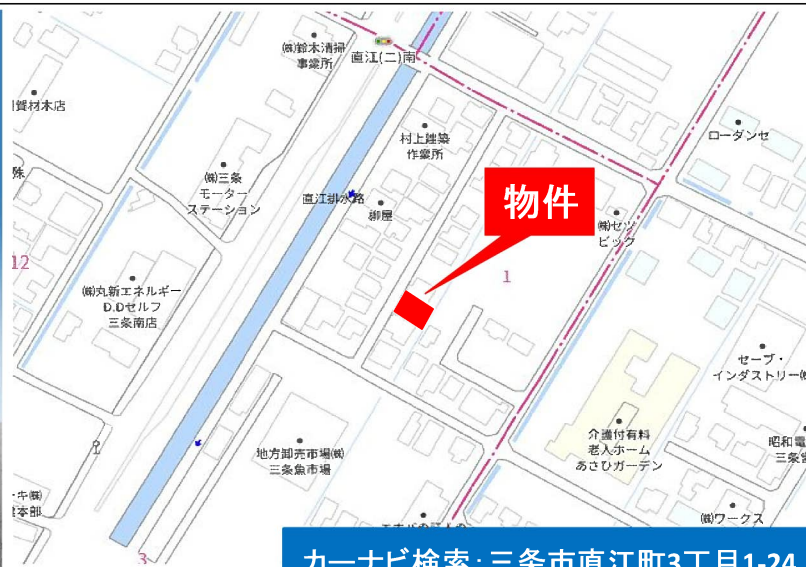 ㈱鈴木清掃
事業所
直江(二)南
資材木店
村上建築
作業所
ローダンセ
㈱三条
モーター
ステーション
直江排水路
柳屋
物件
㈱セツ
ビック
12
1
㈱丸新エネルギー
D.Dセルフ
三条南店
セーブ・
インダストリー㈱
介護付有料
老人ホーム
あさひガーデン
地方卸売市場㈱
三条魚市場
昭和電
三条営
キ㈱
本部
㈱ワークス
3
カーナビ検索:三条市直江町3丁目1-24